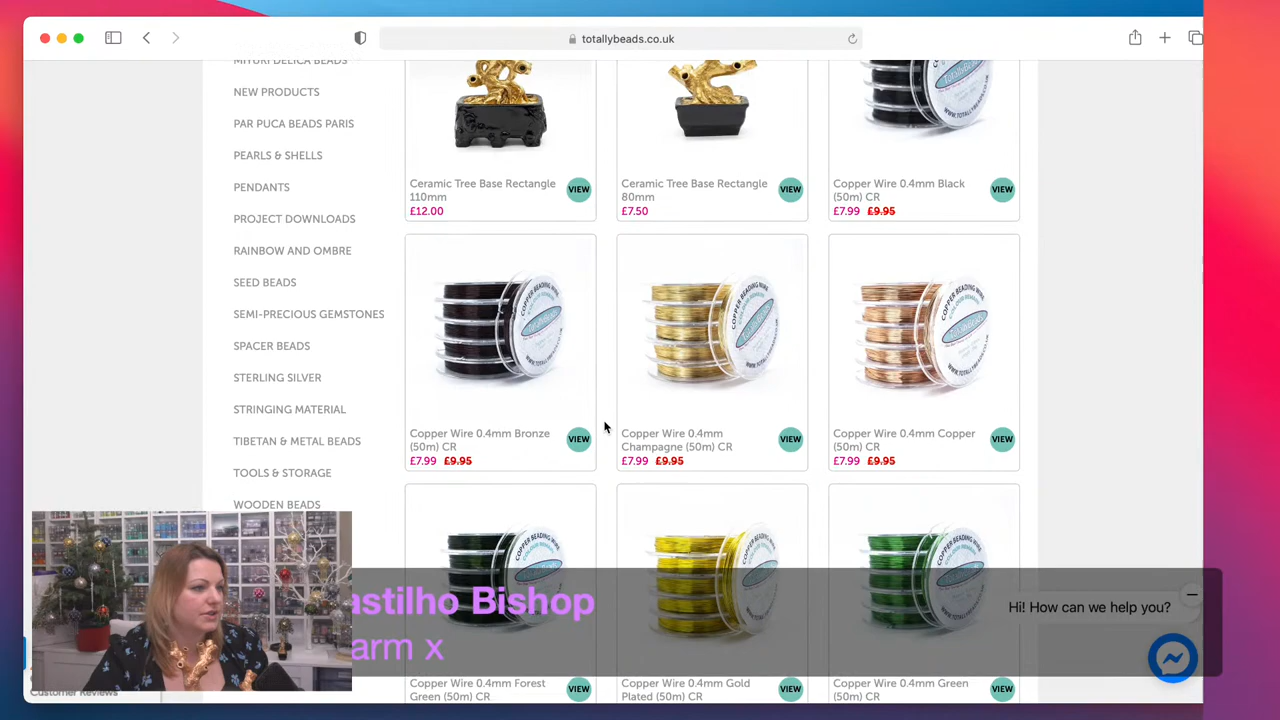 totallybeads.co.uk
MIYUKI DELICA BEADS
NEW PRODUCTS
PAR PUCA BEADS PARIS
PEARLS & SHELLS
PENDANTS
PROJECT DOWNLOADS
RAINBOW AND OMBRE
SEED BEADS
SEMI-PRECIOUS GEMSTONES
SPACER BEADS
STERLING SILVER
STRINGING MATERIAL
TIBETAN & METAL BEADS
TOOLS & STORAGE
WOODEN BEADS
Ceramic Tree Base Rectangle
110mm
£12.00
VIEW
Ceramic Tree Base Rectangle
80mm
£7.50
VIEW
Copper Wire 0.4mm Black
(50m) CR
£7.99 £9.95
VIEW
Copper Wire 0.4mm Bronze
(50m) CR
£7.99 £9.95
VIEW
Copper Wire 0.4mm
Champagne (50m) CR
£7.99 £9.95
VIEW
Copper Wire 0.4mm Copper
(50m) CR
£7.99 £9.95
VIEW
astilho Bishop
arm x
Hi! How can we help you?
Copper Wire 0.4mm Forest
Green (50m) CR
VIEW
Copper Wire 0.4mm Gold
Plated (50m) CR
VIEW
Copper Wire 0.4mm Green
(50m) CR
VIEW
Customer Reviews